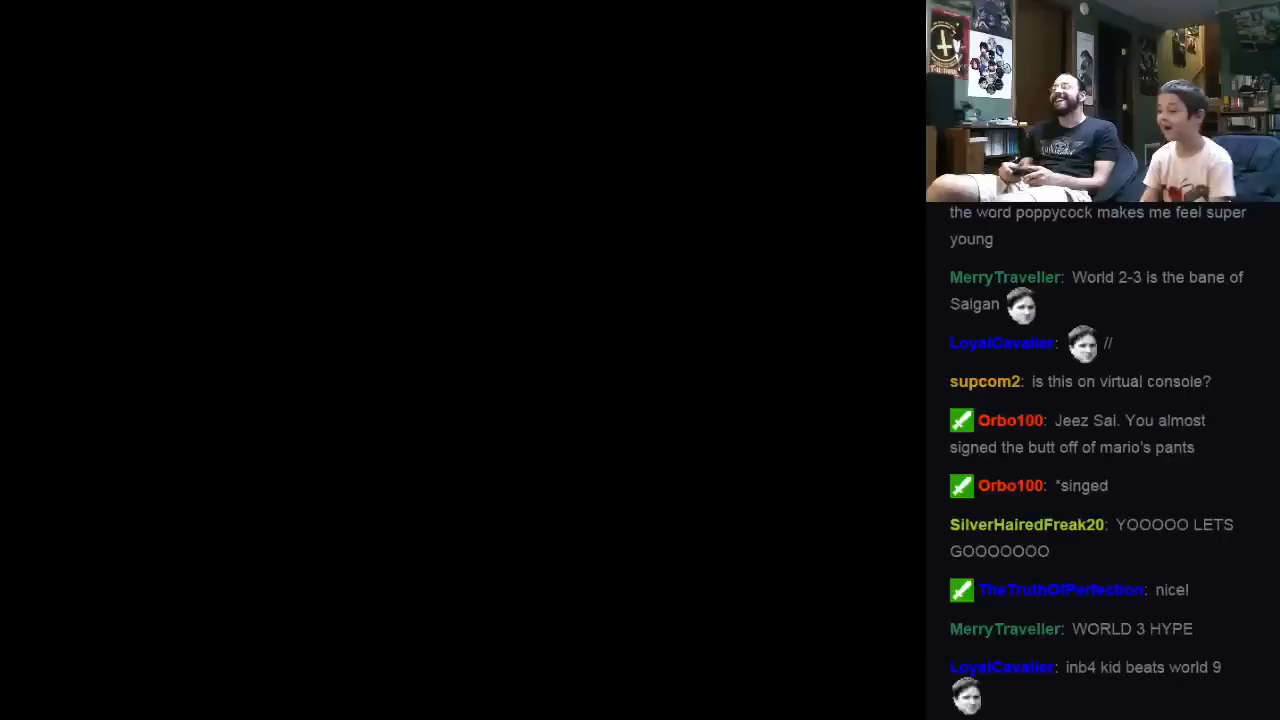 the word poppycock makes me feel super
young
MerryTraveller: World 2-3 is the bane of
Saigan
LoyalCavalier: //
supcom2: is this on virtual console?
Orbo100: Jeez Sai. You almost
signed the butt off of mario's pants
Orbo100: *singed
SilverHairedFreak20: YOOOOO LETS
GOOOOOOO
TheTruthOfPerfection: nice!
MerryTraveller: WORLD 3 HYPE
LoyalCavalier: inb4 kid beats world 9